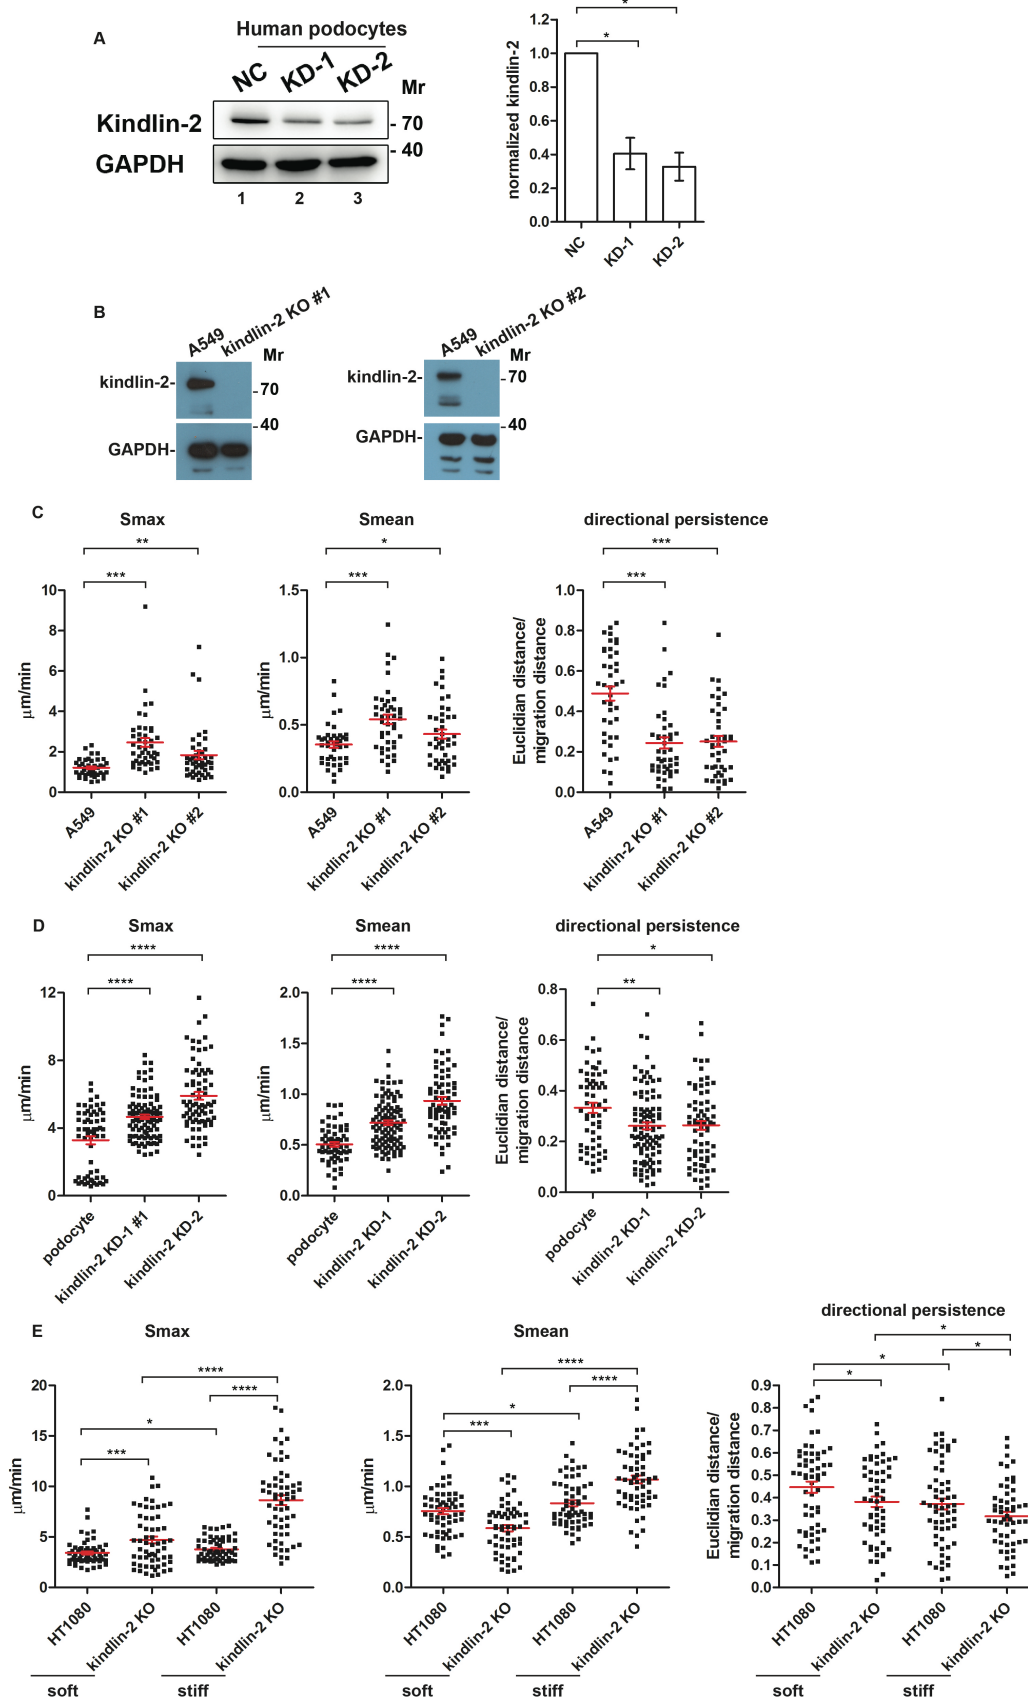 A
Human podocytes
NC KD-1 KD-2
Mr
Kindlin-2
- 70
- 40
GAPDH
1 2 3
* 
*
normalized kindlin-2
1.2
1.0
0.8
0.6
0.4
0.2
0.0
NC KD-1 KD-2
B
A549 kindlin-2 KO #1
Mr
kindlin-2-
- 70
- 40
GAPDH-
A549 kindlin-2 KO #2
Mr
kindlin-2-
- 70
- 40
GAPDH-
C
Smax
**
***
μm/min
10
8
6
4
2
0
A549 kindlin-2 KO #1 kindlin-2 KO #2
Smean
*
***
μm/min
1.5
1.0
0.5
0.0
A549 kindlin-2 KO #1 kindlin-2 KO #2
directional persistence
***
***
Euclidian distance/
migration distance
1.0
0.8
0.6
0.4
0.2
0.0
A549 kindlin-2 KO #1 kindlin-2 KO #2
D
Smax
****
****
μm/min
12
8
4
0
podocyte kindlin-2 KD-1 #1 kindlin-2 KD-2
Smean
****
****
μm/min
2.0
1.5
1.0
0.5
0.0
podocyte kindlin-2 KD-1 kindlin-2 KD-2
directional persistence
*
**
Euclidian distance/
migration distance
0.8
0.6
0.4
0.2
0.0
podocyte kindlin-2 KD-1 kindlin-2 KD-2
E
Smax
****
****
*
***
μm/min
20
15
10
5
0
HT1080 kindlin-2 KO HT1080 kindlin-2 KO
soft stiff
Smean
****
****
*
***
μm/min
2.0
1.5
1.0
0.5
0.0
HT1080 kindlin-2 KO HT1080 kindlin-2 KO
soft stiff
directional persistence
*
*
*
*
Euclidian distance/
migration distance
0.9
0.8
0.7
0.6
0.5
0.4
0.3
0.2
0.1
0.0
HT1080 kindlin-2 KO HT1080 kindlin-2 KO
soft stiff